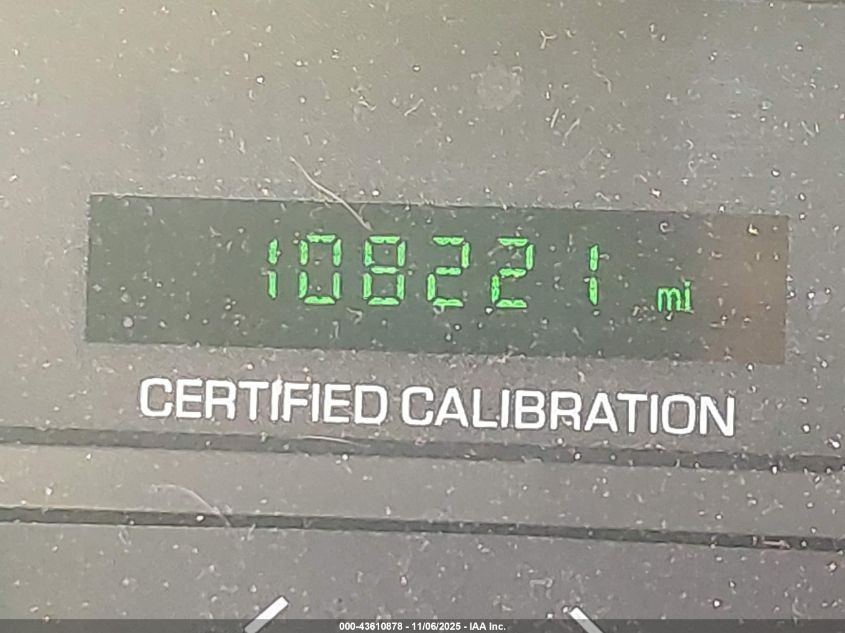 108221 mi
CERTIFIED CALIBRATION
000-43610878 - 11/06/2025 - IAA Inc.